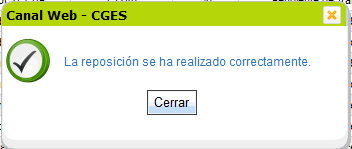 Canal Web - CGES
La reposición se ha realizado correctamente.
Cerrar